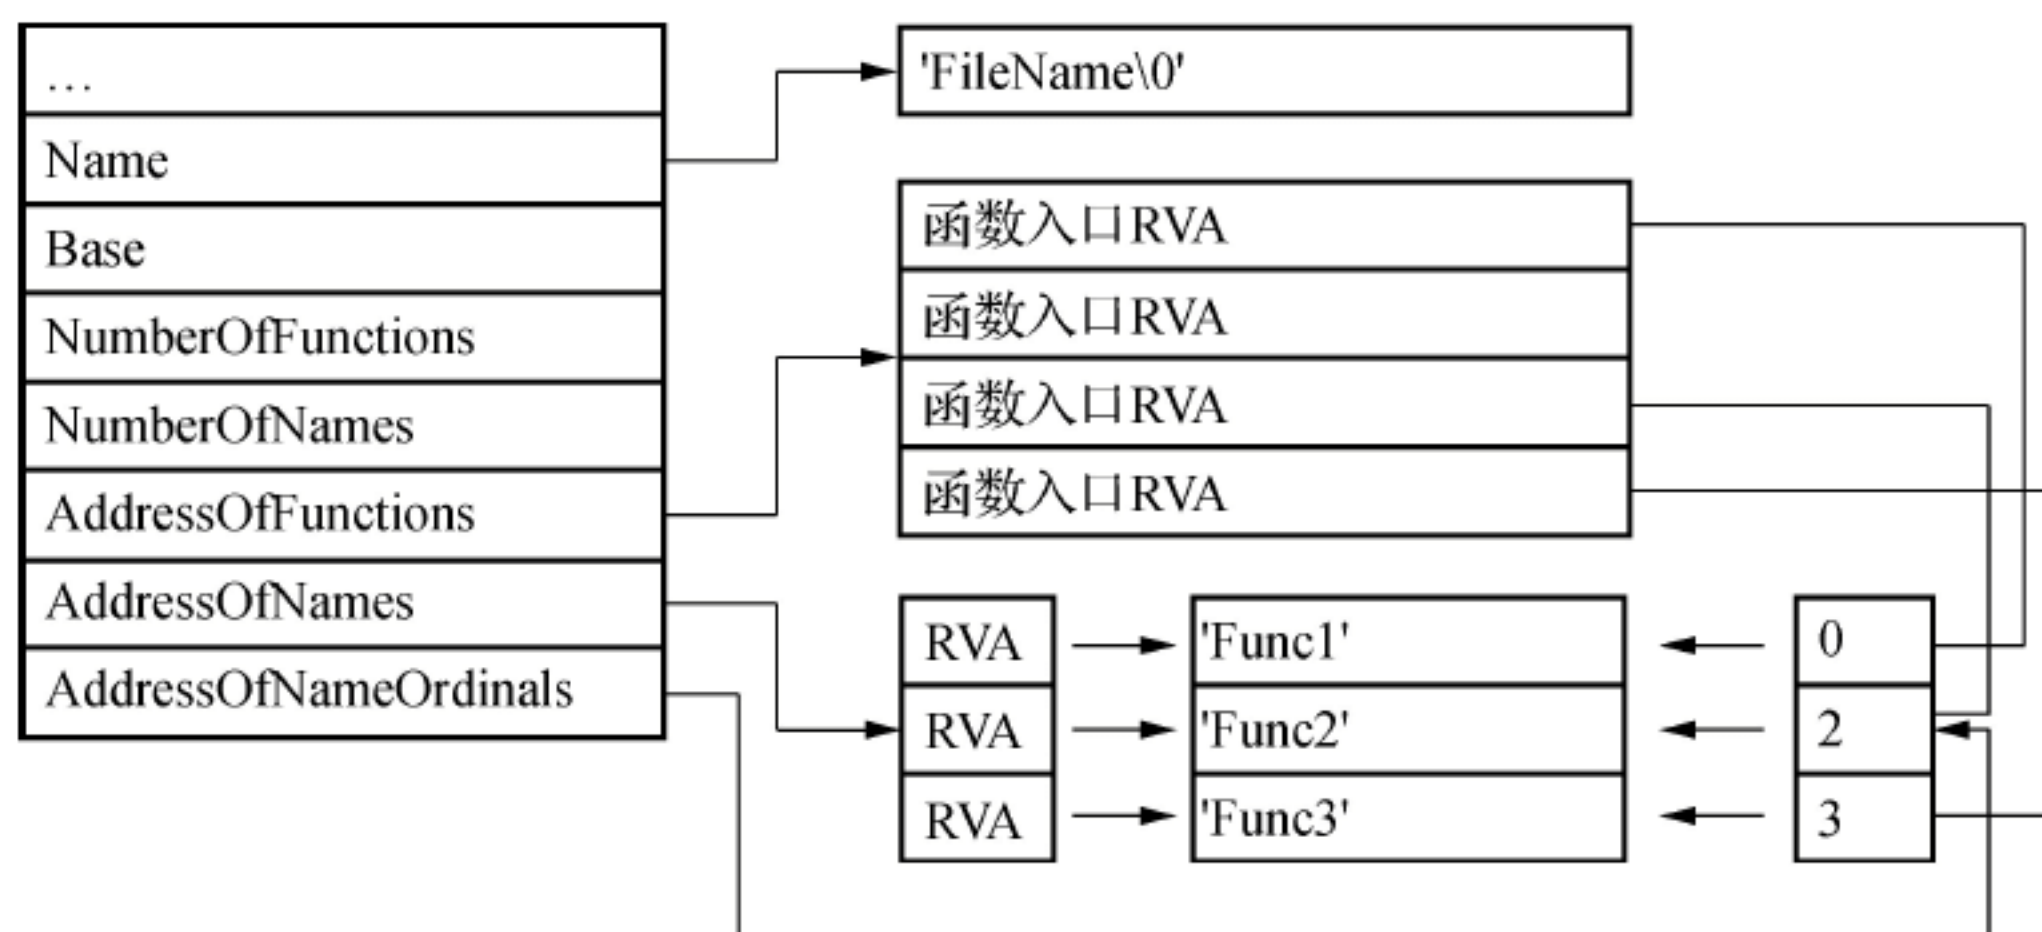 …
Name
Base
NumberOfFunctions
NumberOfNames
AddressOfFunctions
AddressOfNames
AddressOfNameOrdinals
'FileName\0'
函数入口RVA
函数入口RVA
函数入口RVA
函数入口RVA
RVA 'Func1' 0
RVA 'Func2' 2
RVA 'Func3' 3